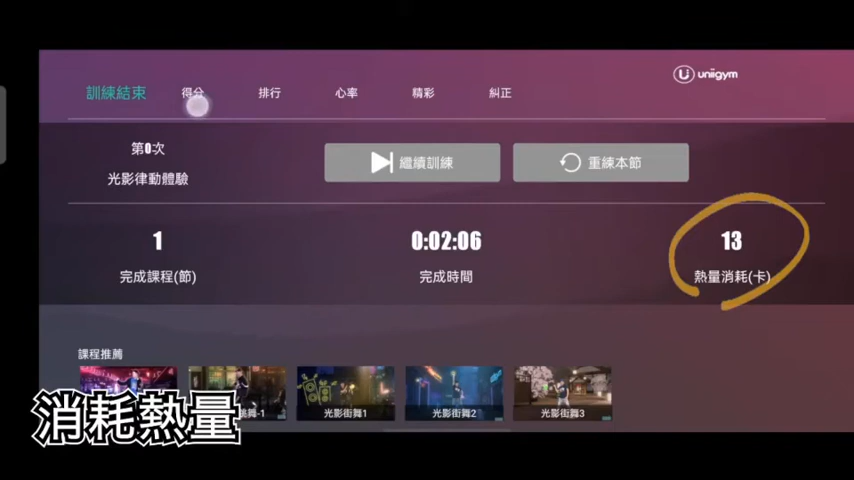 uniigym
訓練結束 得分 排行 心率 精彩 糾正
第0次
光影律動體驗
繼續訓練
重練本節
1
完成課程(節)
0:02:06
完成時間
13
熱量消耗(卡)
課程推薦
舞-1
光影街舞1
光影街舞2
光影街舞3
消耗熱量